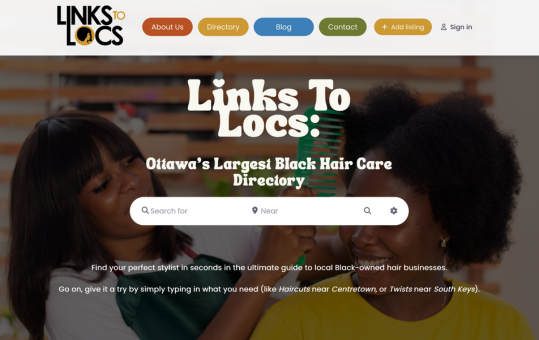 LINKS TO
LOCS
About Us
Directory
Blog
Contact
+ Add listing
Sign in
Links To
Locs:
Ottawa's Largest Black Hair Care
Directory
Search for
Near
Find your perfect stylist in seconds in the ultimate guide to local Black-owned hair businesses.
Go on, give it a try by simply typing in what you need (like Haircuts near Centretown, or Twists near South Keys).